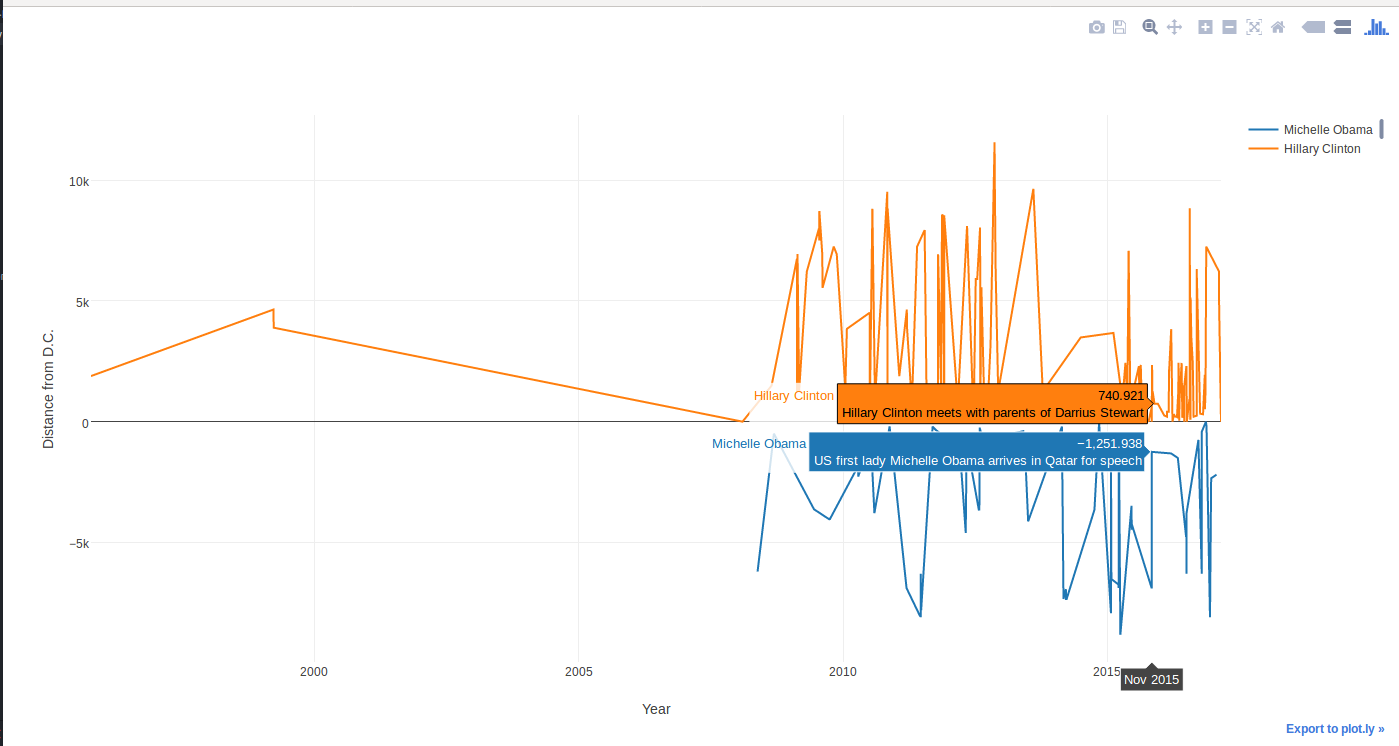 Michelle Obama
Hillary Clinton
10k
5k
0
−5k
Distance from D.C.
Hillary Clinton
740.921
Hillary Clinton meets with parents of Darrius Stewart
Michelle Obama
−1,251.938
US first lady Michelle Obama arrives in Qatar for speech
2000
2005
2010
2015
Nov 2015
Year
Export to plot.ly »